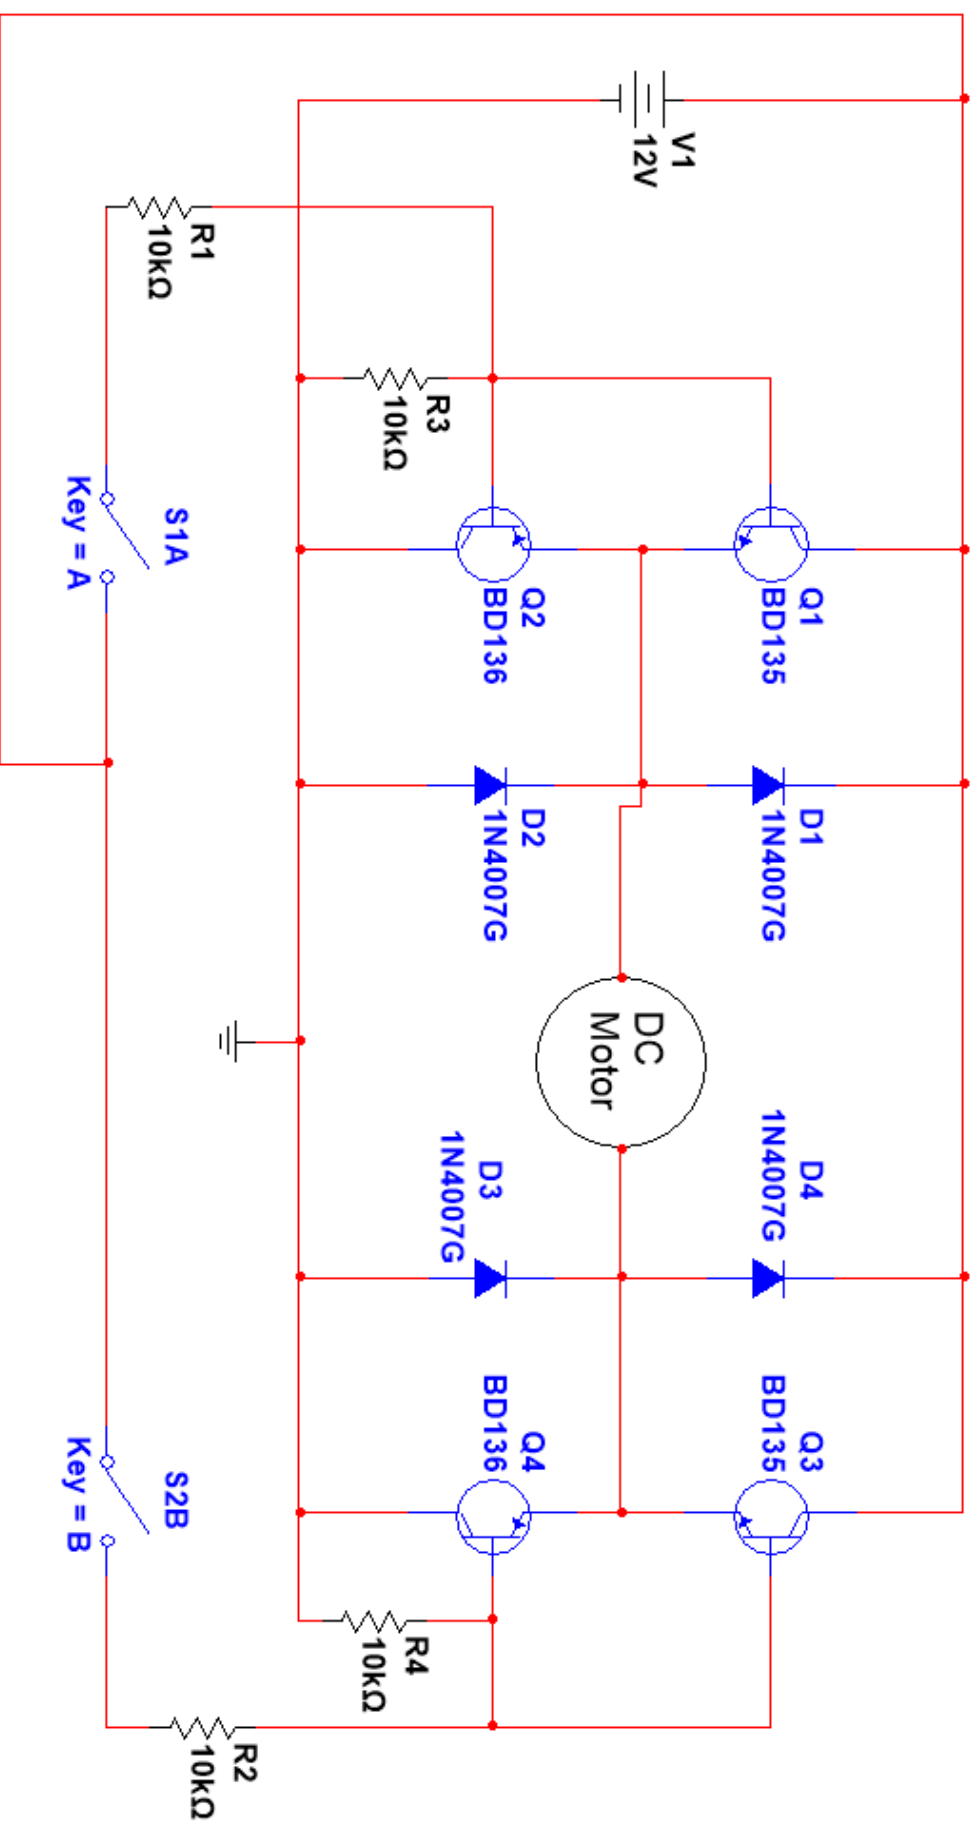 V1
12V
R1
10kΩ
R3
10kΩ
S1A
Key = A
Q2
BD136
Q1
BD135
D2
1N4007G
D1
1N4007G
DC
Motor
D3
1N4007G
D4
1N4007G
Q4
BD136
Q3
BD135
S2B
Key = B
R4
10kΩ
R2
10kΩ